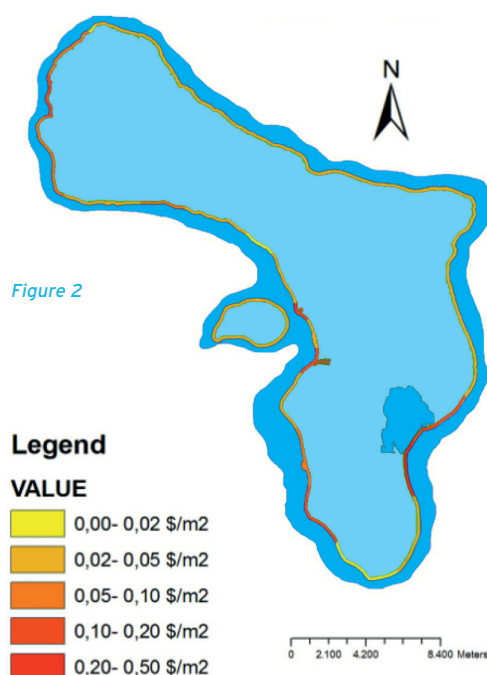 N
Figure 2
Legend
VALUE
0,00- 0,02 $/m2
0,02- 0,05 $/m2
0,05- 0,10 $/m2
0,10- 0,20 $/m2
0,20- 0,50 $/m2
0 2.100 4.200 8.400 Meters